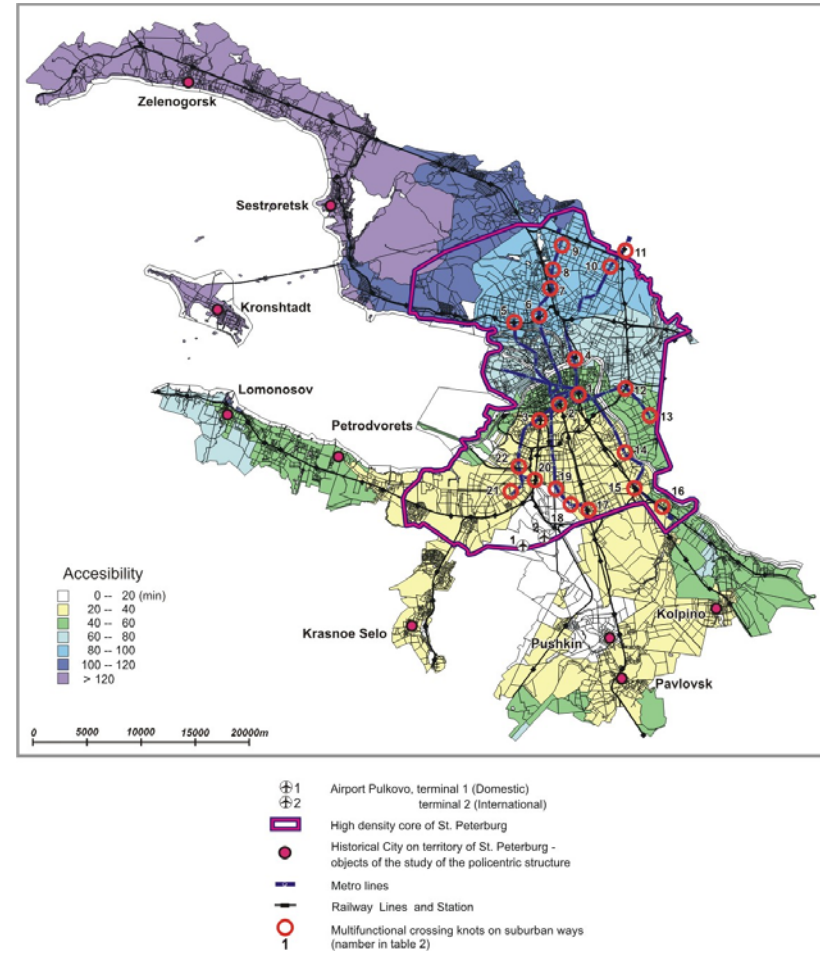 Zelenogorsk
Sestrøretsk
Kronshtadt
Lomonosov
Petrodvorets
Krasnoe Selo
Pushkin
Kolpino
Pavlovsk
9
11
10
8
7
6
5
4
12
2
3
13
14
22
20
19
21
15
16
17
18
2
1
Accesibility
0 -- 20 (min)
20 -- 40
40 -- 60
60 -- 80
80 -- 100
100 -- 120
> 120
0 5000 10000 15000 20000m
1 Airport Pulkovo, terminal 1 (Domestic)
2 terminal 2 (International)
High density core of St. Peterburg
Historical City on territory of St. Peterburg -
objects of the study of the policentric structure
Metro lines
Railway Lines and Station
Multifunctional crossing knots on suburban ways
1 (namber in table 2)